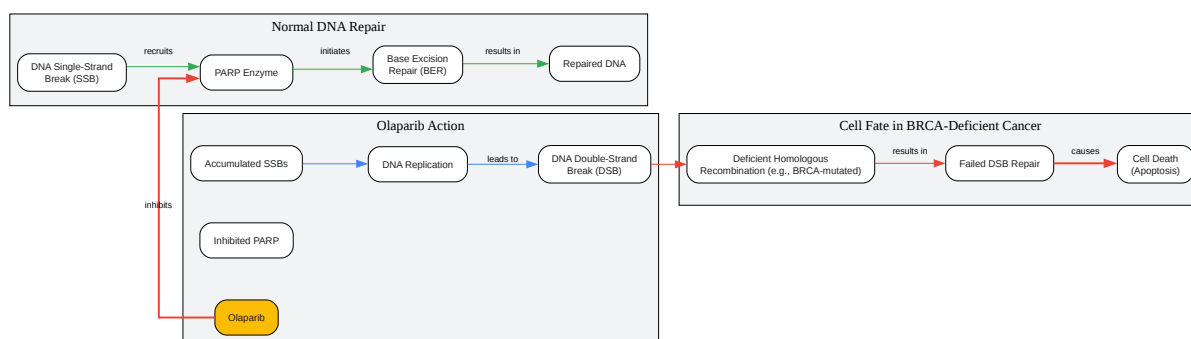 Normal DNA Repair
DNA Single-Strand
Break (SSB)
recruits
PARP Enzyme
initiates
Base Excision
Repair (BER)
results in
Repaired DNA
Olaparib Action
Accumulated SSBs
DNA Replication
leads to
DNA Double-Strand
Break (DSB)
inhibits
Inhibited PARP
Olaparib
Cell Fate in BRCA-Deficient Cancer
Deficient Homologous
Recombination (e.g., BRCA-mutated)
results in
Failed DSB Repair
causes
Cell Death
(Apoptosis)